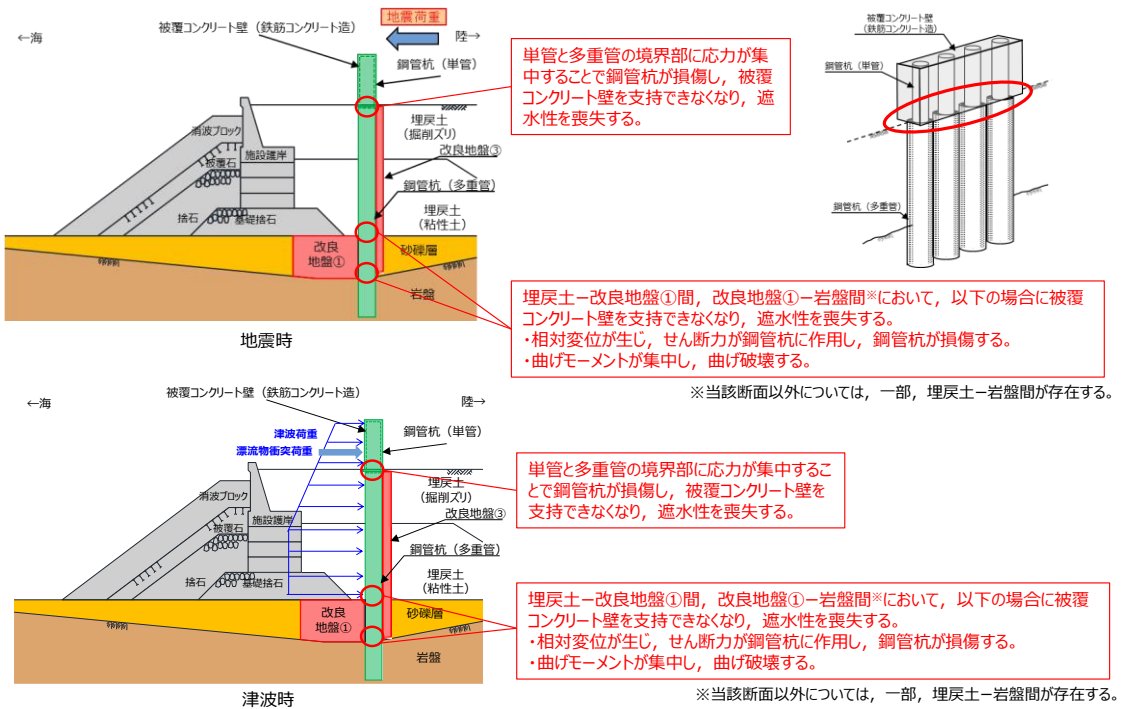 ←海
被覆コンクリート壁（鉄筋コンクリート造）
地震荷重
陸→
鋼管杭（単管）
埋戻土
（掘削ズリ）
改良地盤③
消波ブロック
被覆石
施設護岸
鋼管杭（多重管）
捨石
基礎捨石
埋戻土
（粘性土）
改良
地盤①
砂礫層
岩盤
地震時
単管と多重管の境界部に応力が集
中することで鋼管杭が損傷し，被覆
コンクリート壁を支持できなくなり，遮
水性を喪失する。
被覆コンクリート壁
（鉄筋コンクリート造）
鋼管杭（単管）
鋼管杭（多重管）
埋戻土－改良地盤①間，改良地盤①－岩盤間※において，以下の場合に被覆
コンクリート壁を支持できなくなり，遮水性を喪失する。
・相対変位が生じ，せん断力が鋼管杭に作用し，鋼管杭が損傷する。
・曲げモーメントが集中し，曲げ破壊する。
※当該断面以外については，一部，埋戻土－岩盤間が存在する。
←海
被覆コンクリート壁（鉄筋コンクリート造）
陸→
津波荷重
漂流物衝突荷重
鋼管杭（単管）
埋戻土
（掘削ズリ）
改良地盤③
消波ブロック
被覆石
施設護岸
鋼管杭（多重管）
捨石
基礎捨石
埋戻土
（粘性土）
改良
地盤①
砂礫層
岩盤
津波時
単管と多重管の境界部に応力が集中するこ
とで鋼管杭が損傷し，被覆コンクリート壁を
支持できなくなり，遮水性を喪失する。
埋戻土－改良地盤①間，改良地盤①－岩盤間※において，以下の場合に被覆
コンクリート壁を支持できなくなり，遮水性を喪失する。
・相対変位が生じ，せん断力が鋼管杭に作用し，鋼管杭が損傷する。
・曲げモーメントが集中し，曲げ破壊する。
※当該断面以外については，一部，埋戻土－岩盤間が存在する。